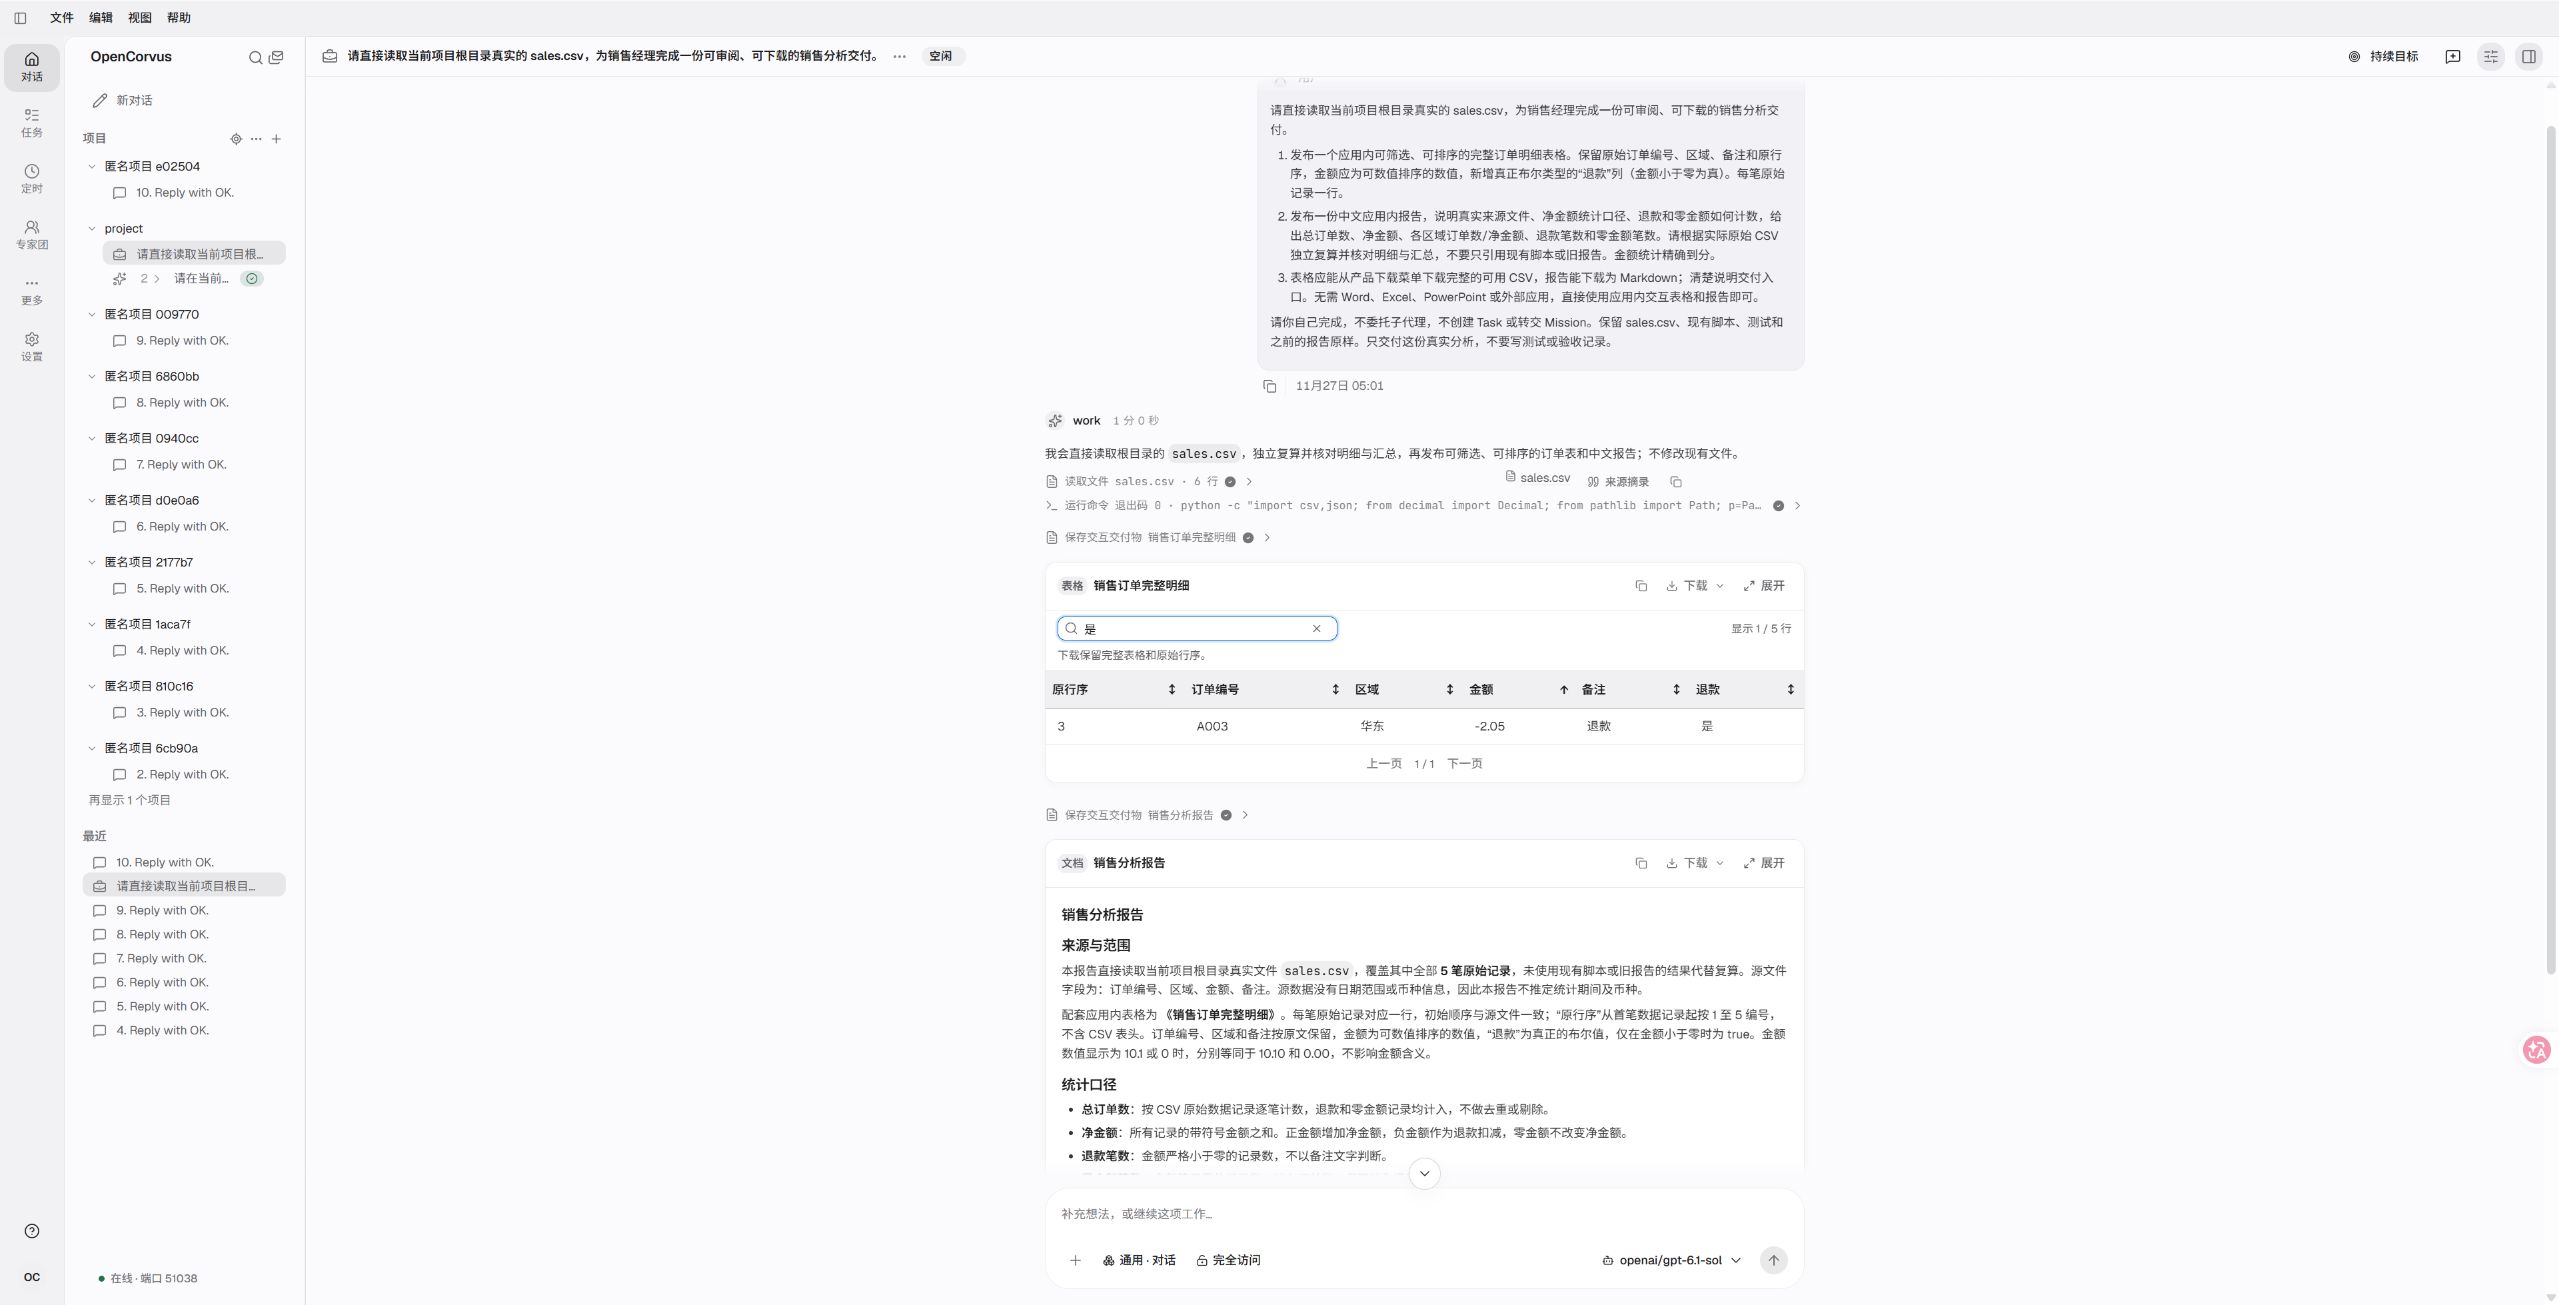 文件 编辑 视图 帮助
对话
任务
定时
专家团
更多
设置
OC
OpenCorvus
新对话
项目
匿名项目 e02504
10. Reply with OK.
project
请直接读取当前项目根...
2 请在当前...
匿名项目 009770
9. Reply with OK.
匿名项目 6860bb
8. Reply with OK.
匿名项目 0940cc
7. Reply with OK.
匿名项目 d0e0a6
6. Reply with OK.
匿名项目 2177b7
5. Reply with OK.
匿名项目 1aca7f
4. Reply with OK.
匿名项目 810c16
3. Reply with OK.
匿名项目 6cb90a
2. Reply with OK.
再显示 1 个项目
最近
10. Reply with OK.
请直接读取当前项目根目...
9. Reply with OK.
8. Reply with OK.
7. Reply with OK.
6. Reply with OK.
5. Reply with OK.
4. Reply with OK.
在线 · 端口 51038
请直接读取当前项目根目录真实的 sales.csv，为销售经理完成一份可审阅、可下载的销售分析交付。 ... 空闲
持续目标
请直接读取当前项目根目录真实的 sales.csv，为销售经理完成一份可审阅、可下载的销售分析交
付。
1. 发布一个应用内可筛选、可排序的完整订单明细表格。保留原始订单编号、区域、备注和原行
序，金额应为可数值排序的数值，新增真正布尔类型的“退款”列（金额小于零为真）。每笔原始
记录一行。
2. 发布一份中文应用内报告，说明真实来源文件、净金额统计口径、退款和零金额如何计数，给
出总订单数、净金额、各区域订单数/净金额、退款笔数和零金额笔数。请根据实际原始 CSV
独立复算并核对明细与汇总，不要只引用现有脚本或旧报告。金额统计精确到分。
3. 表格应能从产品下载菜单下载完整的可用 CSV，报告能下载为 Markdown；清楚说明交付入
口。无需 Word、Excel、PowerPoint 或外部应用，直接使用应用内交互表格和报告即可。
请你自己完成，不委托子代理，不创建 Task 或转交 Mission。保留 sales.csv、现有脚本、测试和
之前的报告原样。只交付这份真实分析，不要写测试或验收记录。
11月27日 05:01
work 1 分 0 秒
我会直接读取根目录的 sales.csv，独立复算并核对明细与汇总，再发布可筛选、可排序的订单表和中文报告；不修改现有文件。
读取文件 sales.csv · 6 行 sales.csv 来源摘录
运行命令 退出码 0 · python -c "import csv,json; from decimal import Decimal; from pathlib import Path; p=Pa...
保存交互交付物 销售订单完整明细
表格 销售订单完整明细 下载 展开
是 显示 1 / 5 行
下载保留完整表格和原始行序。
原行序 订单编号 区域 金额 备注 退款
3 A003 华东 -2.05 退款 是
上一页 1 / 1 下一页
保存交互交付物 销售分析报告
文档 销售分析报告 下载 展开
销售分析报告
来源与范围
本报告直接读取当前项目根目录真实文件 sales.csv，覆盖其中全部 5 笔原始记录，未使用现有脚本或旧报告的结果代替复算。源文件
字段为：订单编号、区域、金额、备注。源数据没有日期范围或币种信息，因此本报告不推定统计期间及币种。
配套应用内表格为《销售订单完整明细》。每笔原始记录对应一行，初始顺序与源文件一致；“原行序”从首笔数据记录起按 1 至 5 编号，
不含 CSV 表头。订单编号、区域和备注按原文保留，金额为可数值排序的数值，“退款”为真正的布尔值，仅在金额小于零时为 true。金额
数值显示为 10.1 或 0 时，分别等同于 10.10 和 0.00，不影响金额含义。
统计口径
• 总订单数：按 CSV 原始数据记录逐笔计数，退款和零金额记录均计入，不做去重或剔除。
• 净金额：所有记录的带符号金额之和。正金额增加净金额，负金额作为退款扣减，零金额不改变净金额。
• 退款笔数：金额严格小于零的记录数，不以备注文字判断。
补充想法，或继续这项工作...
通用 · 对话 完全访问 openai/gpt-6.1-sol